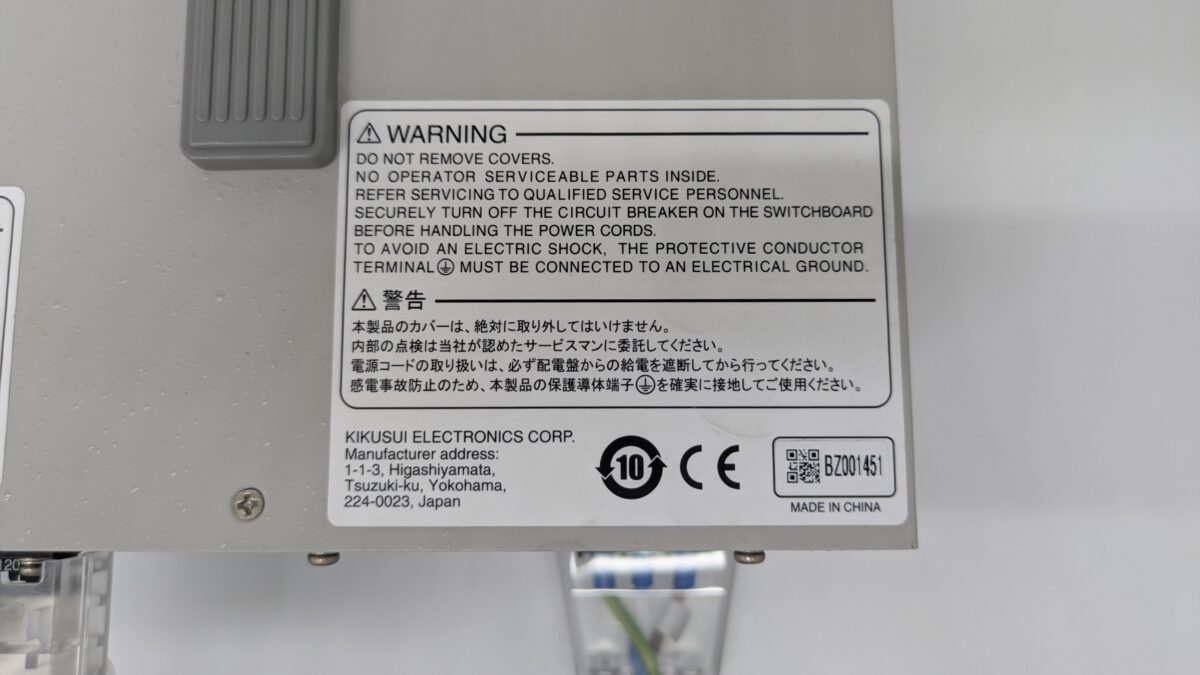 ⚠ WARNING
DO NOT REMOVE COVERS.
NO OPERATOR SERVICEABLE PARTS INSIDE.
REFER SERVICING TO QUALIFIED SERVICE PERSONNEL.
SECURELY TURN OFF THE CIRCUIT BREAKER ON THE SWITCHBOARD
BEFORE HANDLING THE POWER CORDS.
TO AVOID AN ELECTRIC SHOCK, THE PROTECTIVE CONDUCTOR
TERMINAL ⏚ MUST BE CONNECTED TO AN ELECTRICAL GROUND.
⚠ 警告
本製品のカバーは、絶対に取り外してはいけません。
内部の点検は当社が認めたサービスマンに委託してください。
電源コードの取り扱いは、必ず配電盤からの給電を遮断してから行ってください。
感電事故防止のため、本製品の保護導体端子⏚を確実に接地してご使用ください。
KIKUSUI ELECTRONICS CORP.
Manufacturer address:
1-1-3, Higashiyamata,
Tsuzuki-ku, Yokohama,
224-0023, Japan
10
CE
BZ001451
MADE IN CHINA
120